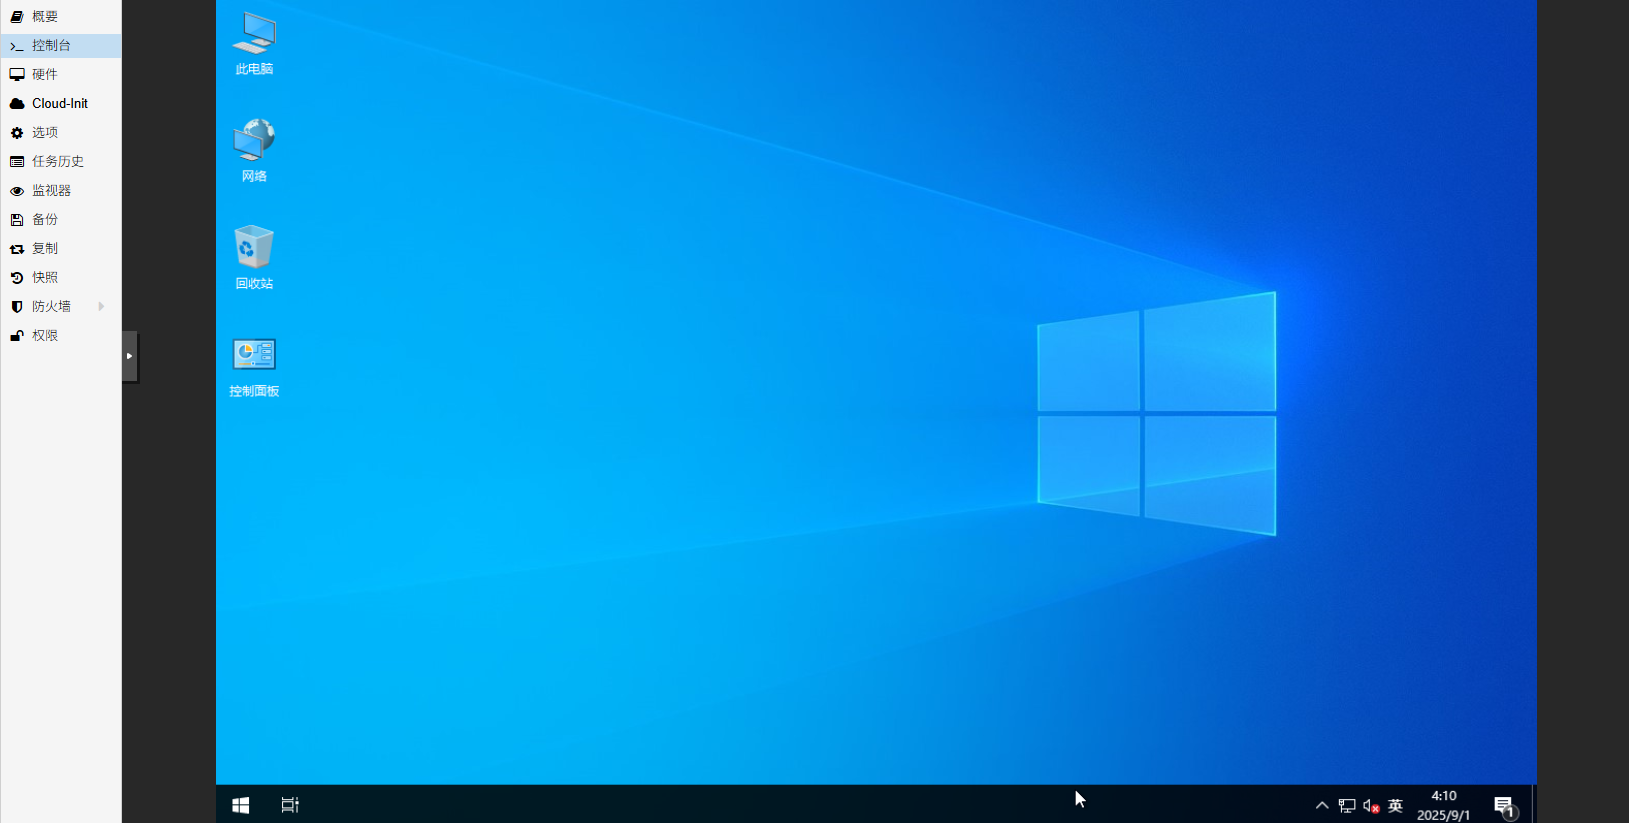 概要
控制台
硬件
Cloud-Init
选项
任务历史
监视器
备份
复制
快照
防火墙
权限
此电脑
网络
回收站
控制面板
英
4:10
2025/9/1
1